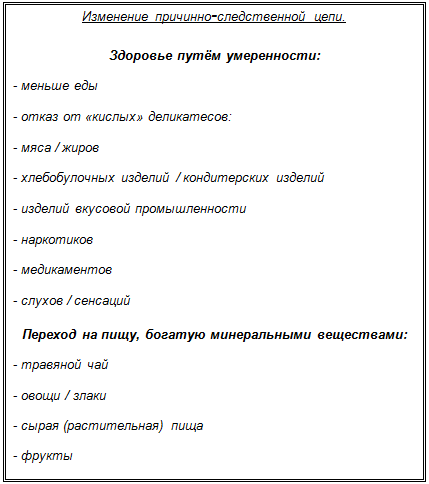 Изменение причинно-следственной цепи.
Здоровье путём умеренности:
- меньше еды
- отказ от «кислых» деликатесов:
- мяса / жиров
- хлебобулочных изделий / кондитерских изделий
- изделий вкусовой промышленности
- наркотиков
- медикаментов
- слухов / сенсаций
Переход на пищу, богатую минеральными веществами:
- травяной чай
- овощи / злаки
- сырая (растительная) пища
- фрукты